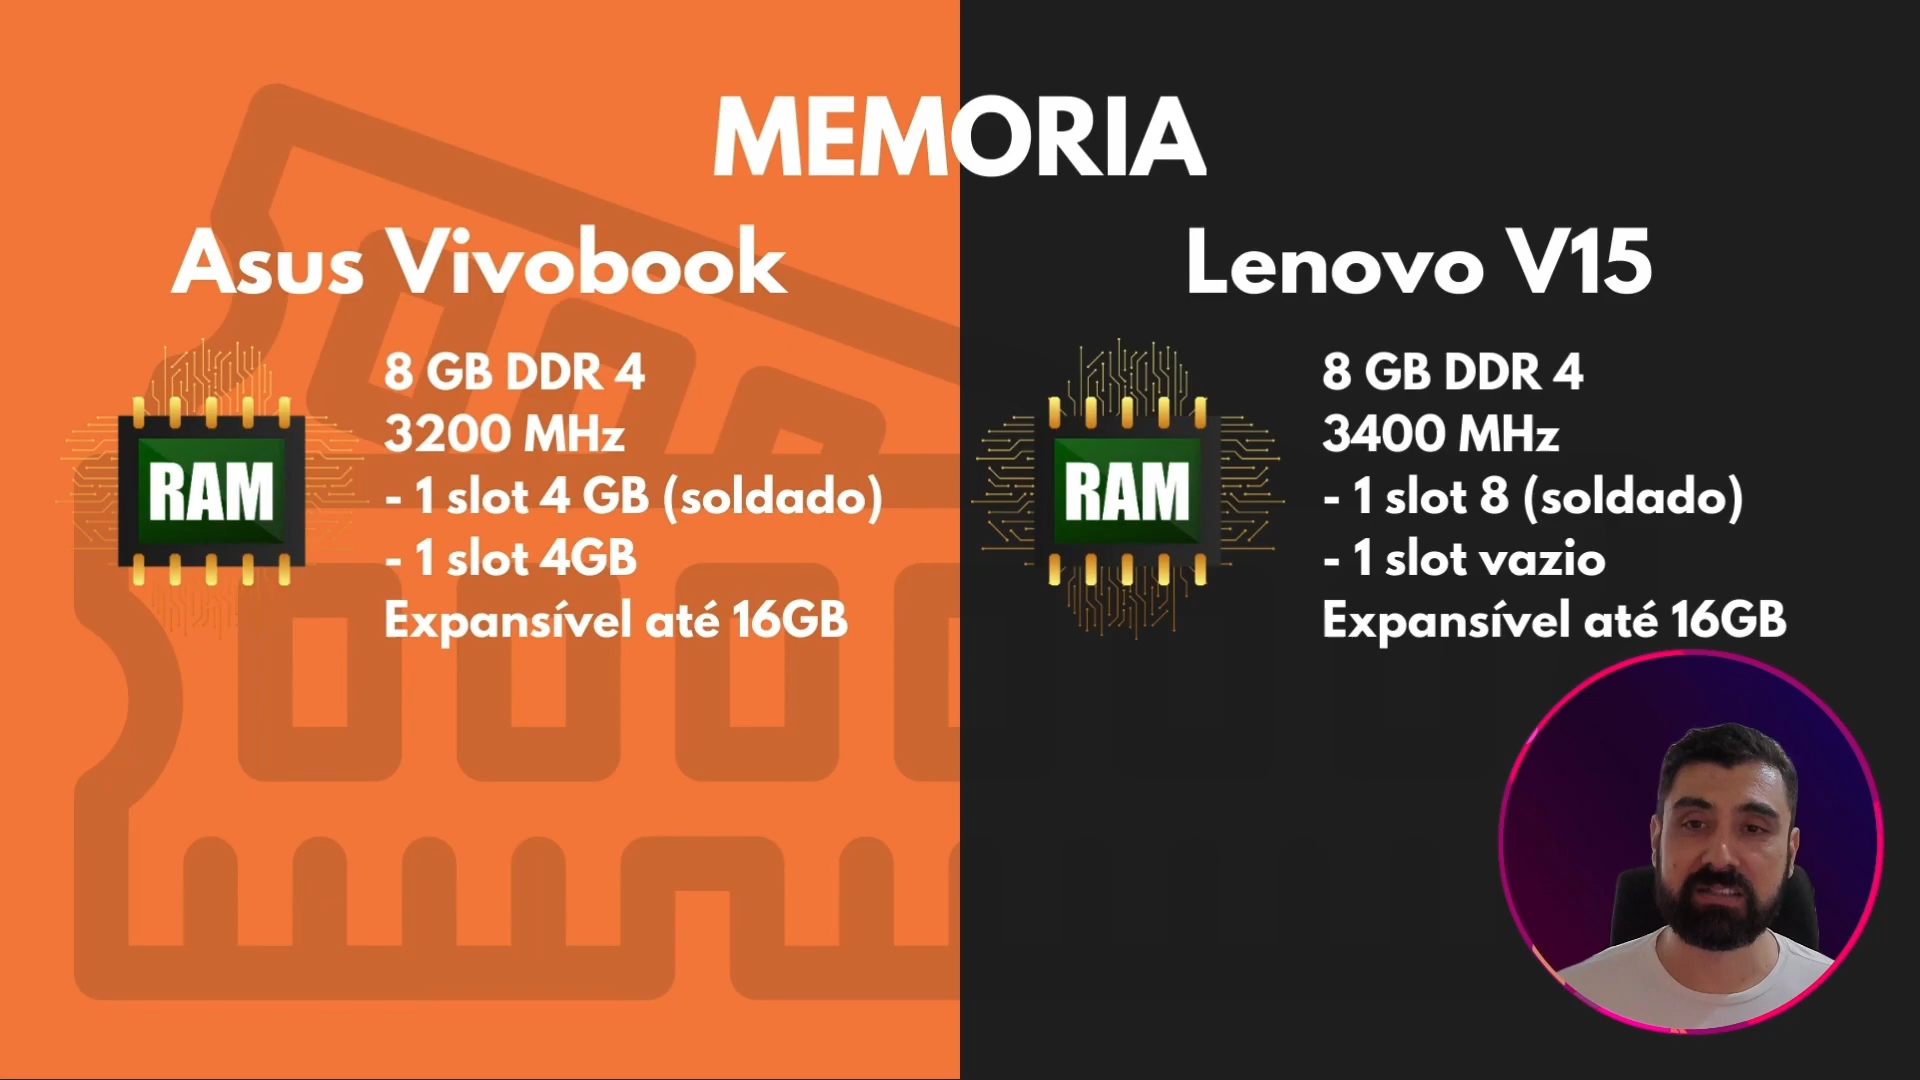 MEMORIA
Asus Vivobook
RAM
8 GB DDR 4
3200 MHz
- 1 slot 4 GB (soldado)
- 1 slot 4GB
Expansível até 16GB
Lenovo V15
RAM
8 GB DDR 4
3400 MHz
- 1 slot 8 (soldado)
- 1 slot vazio
Expansível até 16GB